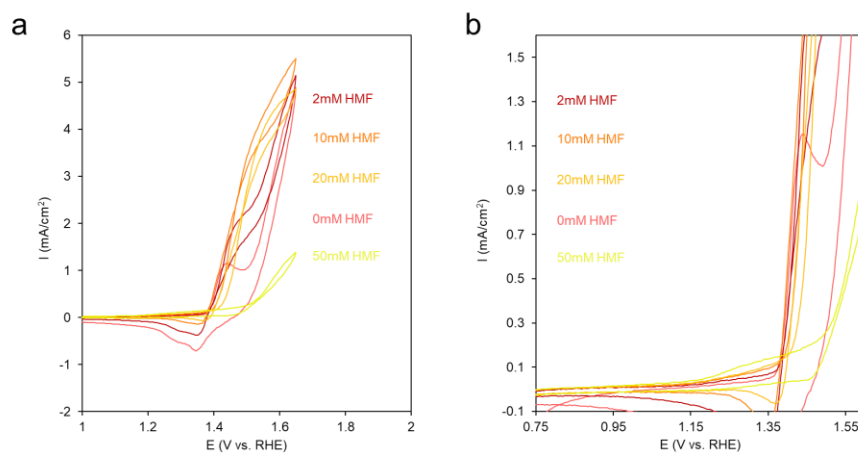 a
b
6
5
4
3
2
1
0
-1
-2
I (mA/cm²)
1
1.2
1.4
1.6
1.8
2
E (V vs. RHE)
2mM HMF
10mM HMF
20mM HMF
0mM HMF
50mM HMF
1.5
1.3
1.1
0.9
0.7
0.5
0.3
0.1
-0.1
I (mA/cm²)
0.75
0.95
1.15
1.35
1.55
E (V vs. RHE)
2mM HMF
10mM HMF
20mM HMF
0mM HMF
50mM HMF